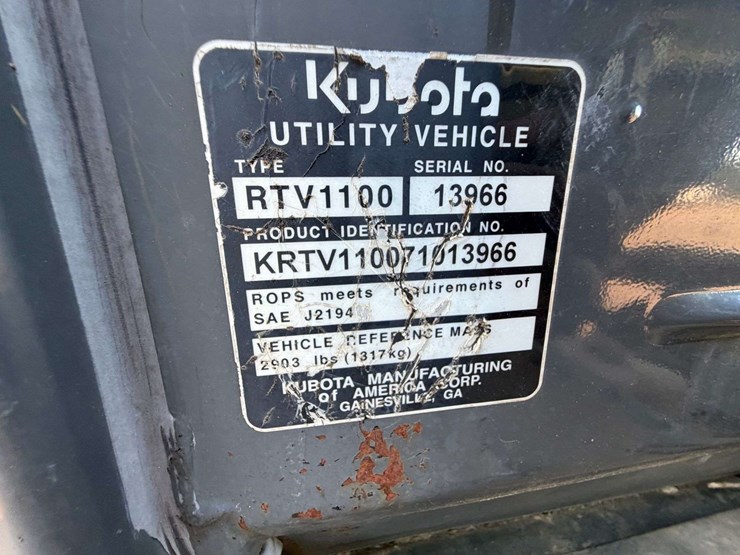 Kubota
UTILITY VEHICLE
TYPE SERIAL NO.
RTV1100 13966
PRODUCT IDENTIFICATION NO.
KRTV110071013966
ROPS meets requirements of
SAE J2194
VEHICLE REFERENCE MASS
2903 lbs (1317kg)
KUBOTA MANUFACTURING
of AMERICA CORP.
GAINESVILLE GA